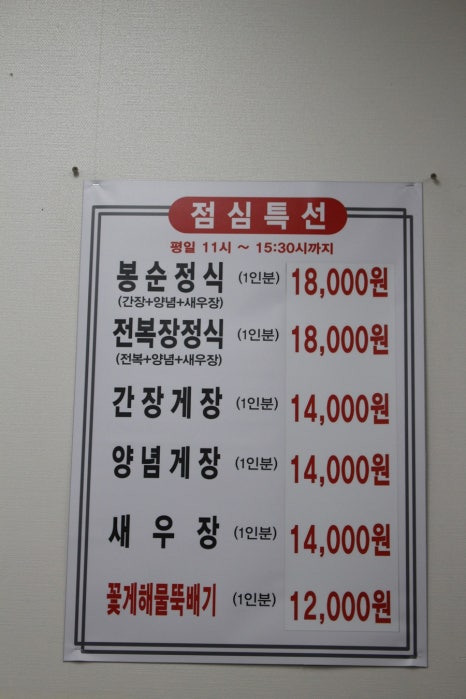 점심특선
평일 11시 ~ 15:30시까지
봉순정식 (1인분) 18,000원
(간장+양념+새우장)
전복장정식 (1인분) 18,000원
(전복+양념+새우장)
간장게장 (1인분) 14,000원
양념게장 (1인분) 14,000원
새우장 (1인분) 14,000원
꽃게해물뚝배기 (1인분) 12,000원